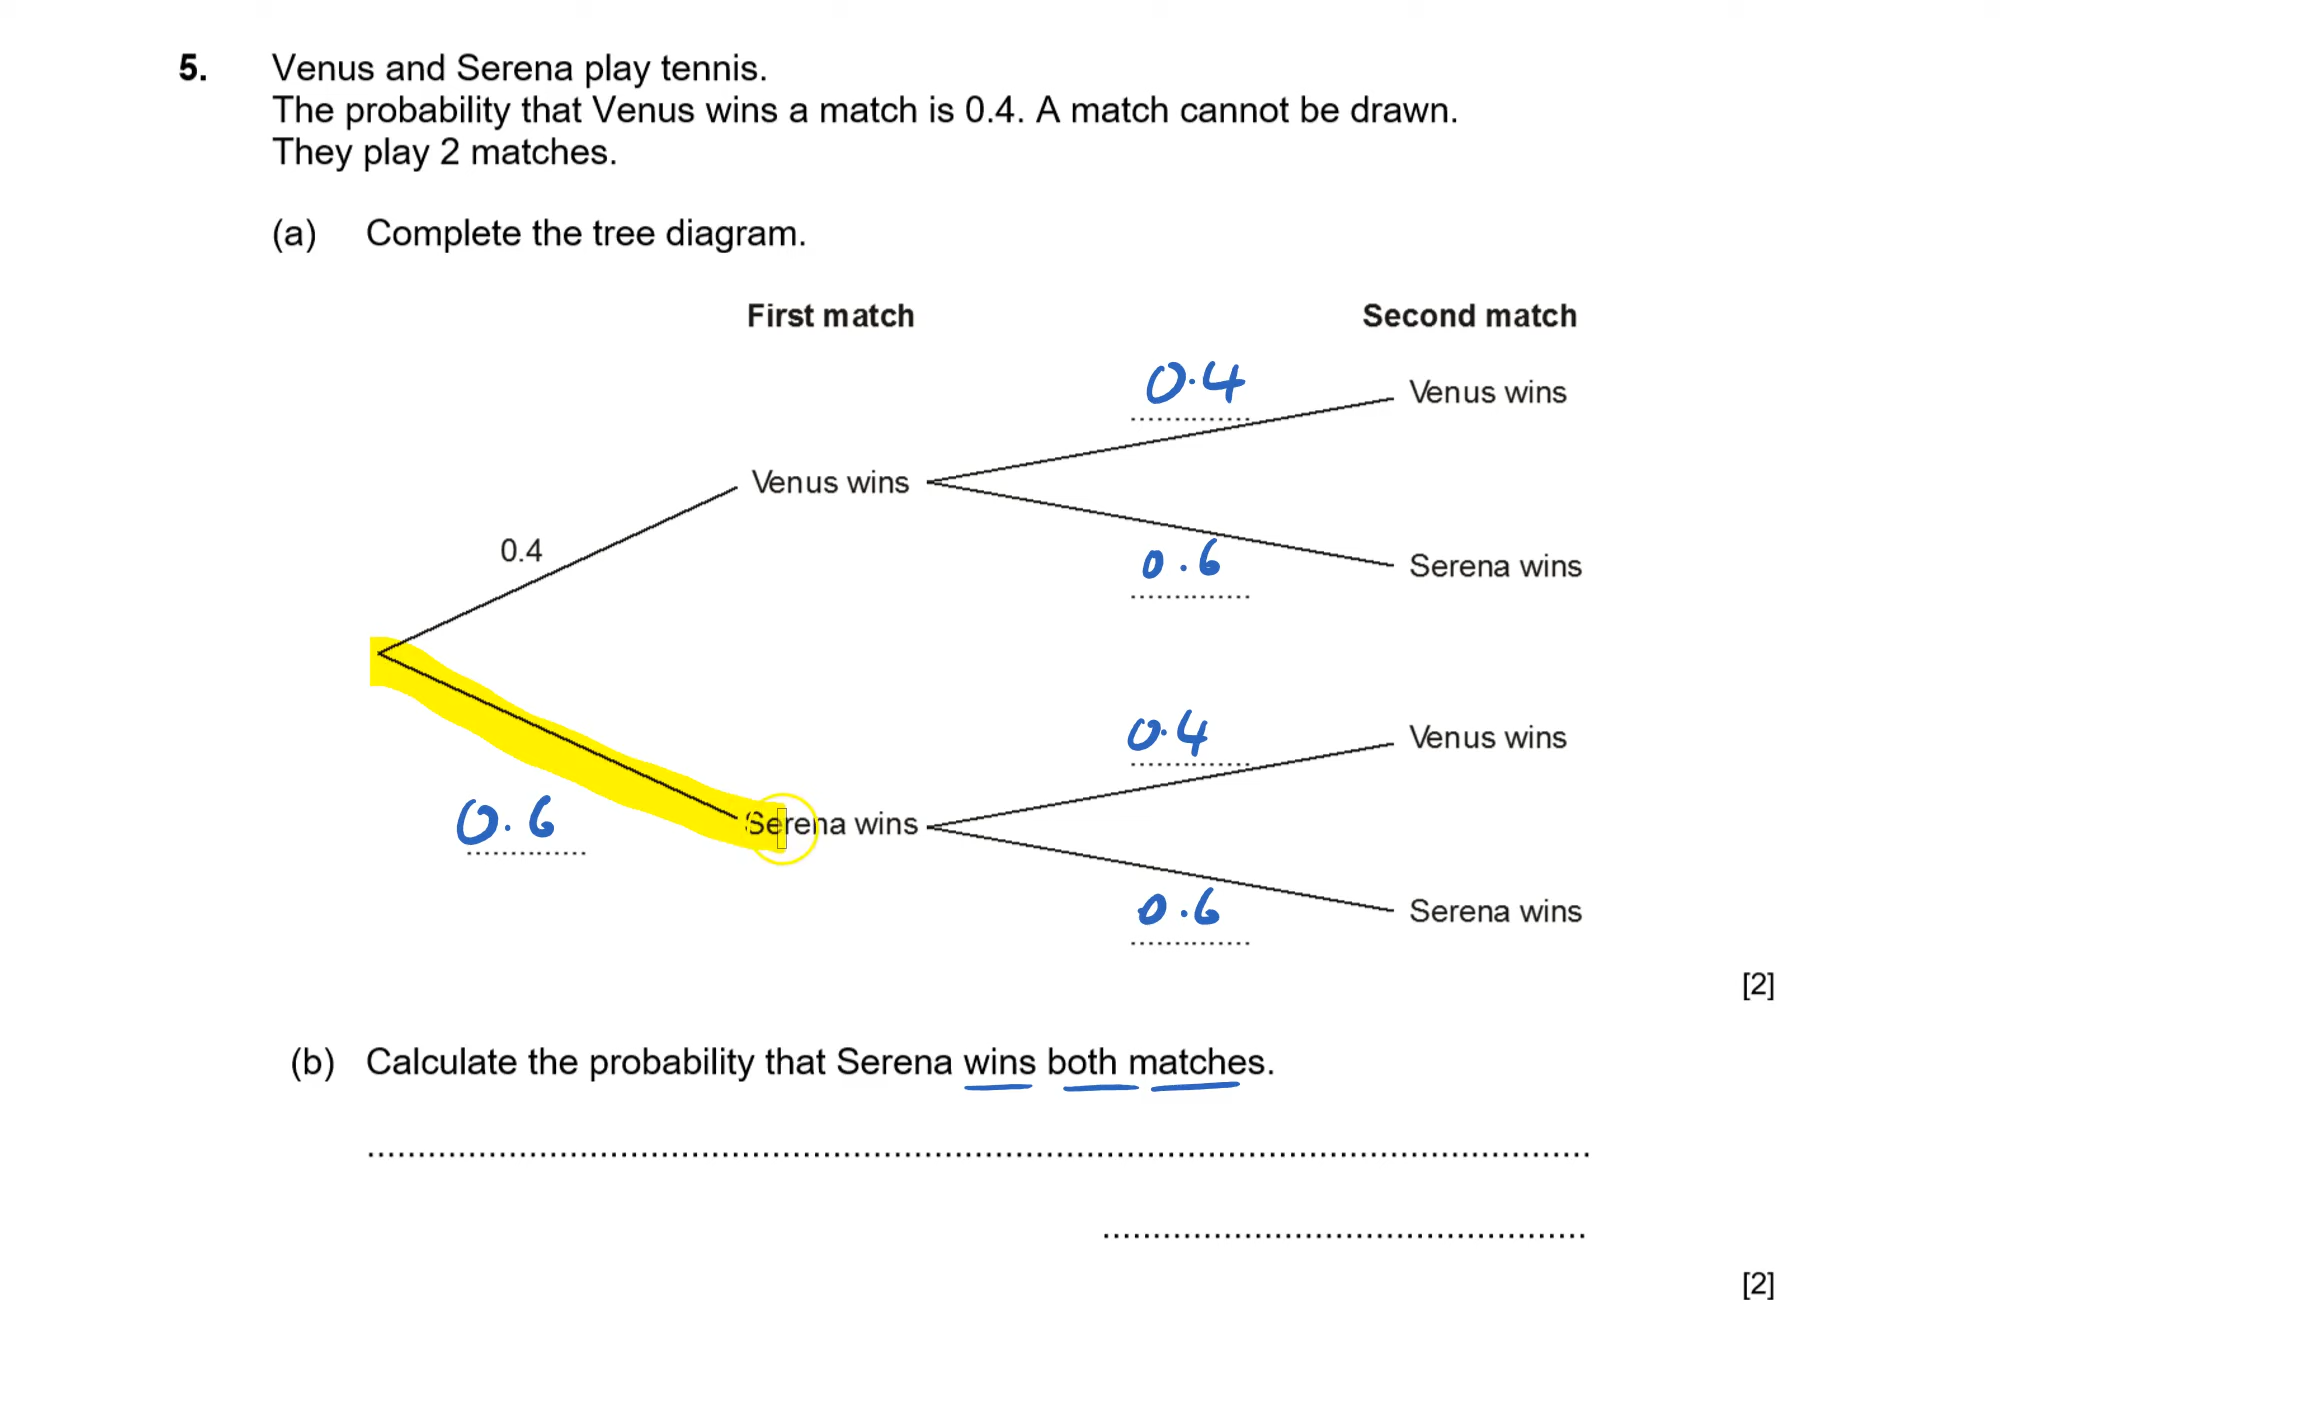 5. Venus and Serena play tennis.
The probability that Venus wins a match is 0.4. A match cannot be drawn.
They play 2 matches.
(a) Complete the tree diagram.
First match Second match
0.4 Venus wins
Venus wins
0.4
0.6 Serena wins
0.4 Venus wins
0.6 Serena wins
0.6 Serena wins
[2]
(b) Calculate the probability that Serena wins both matches.
[2]